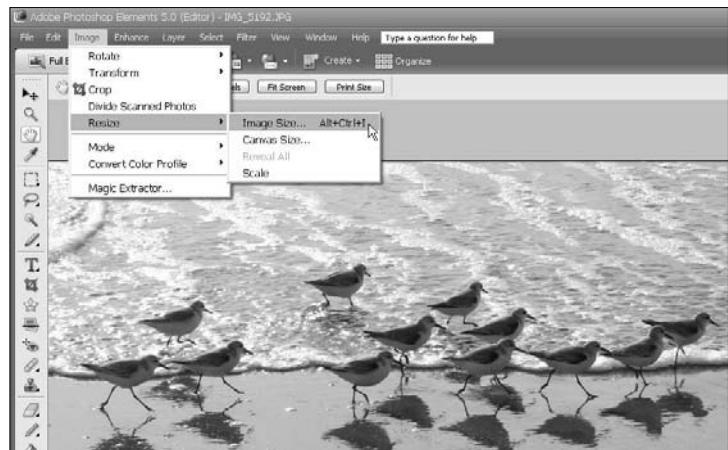 Adobe Photoshop Elements 5.0 (Editor) - IMG_5192.JPG
File Edit Image Enhance Layer Select Filter View Window Help Type a question for help
Full E
Create
Organize
Rotate
Transform
Crop
Divide Scanned Photos
Resize
Mode
Convert Color Profile
Magic Extractor...
Fit Screen
Print Size
Image Size... Alt+Ctrl+I
Canvas Size...
Reveal All
Scale
T